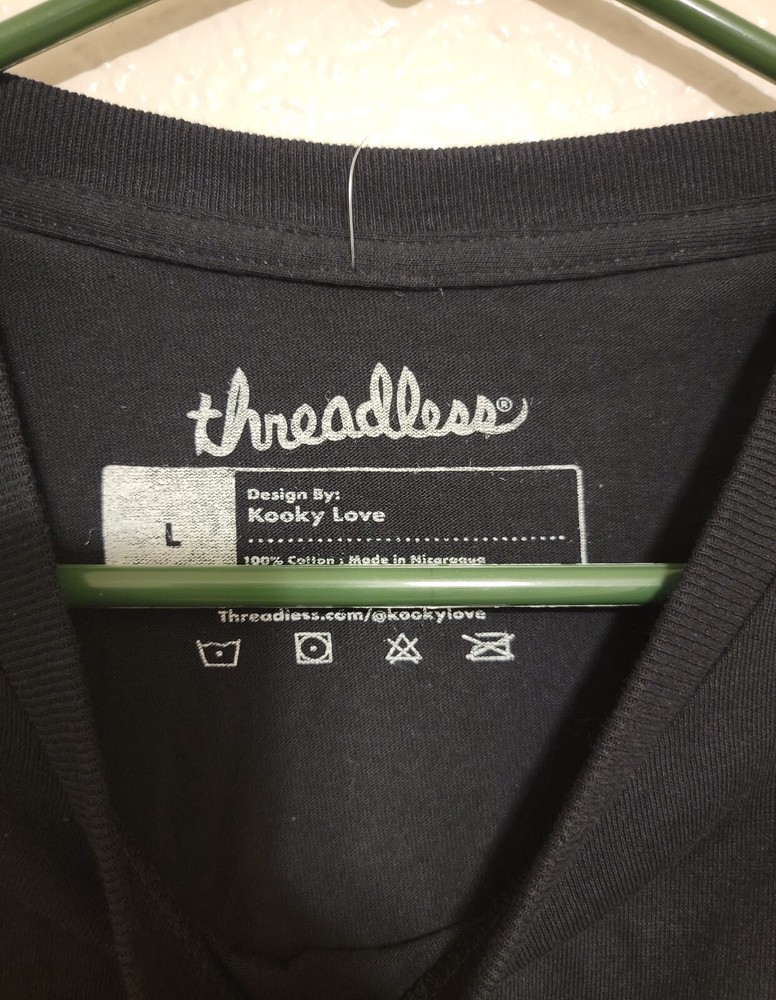 threadless®
Design By:
Kooky Love
L
100% Cotton : Made in Nicaragua
Threadless.com/@kookylove